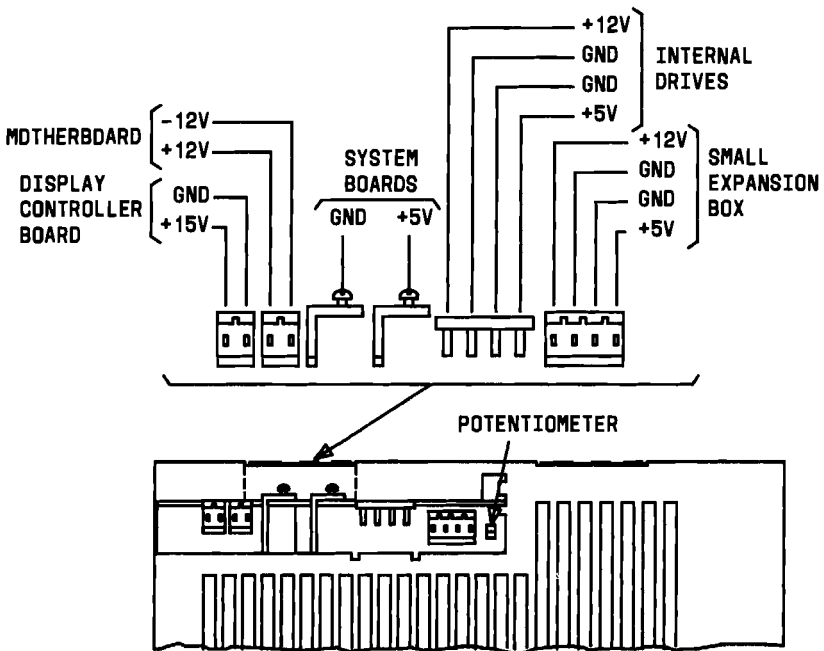 +12V
GND
GND
+5V
INTERNAL
DRIVES
-12V
+12V
MDTHERBDARD
DISPLAY
CONTROLLER
BOARD
GND
+15V
SYSTEM
BOARDS
GND +5V
+12V
GND
GND
+5V
SMALL
EXPANSION
BOX
POTENTIOMETER